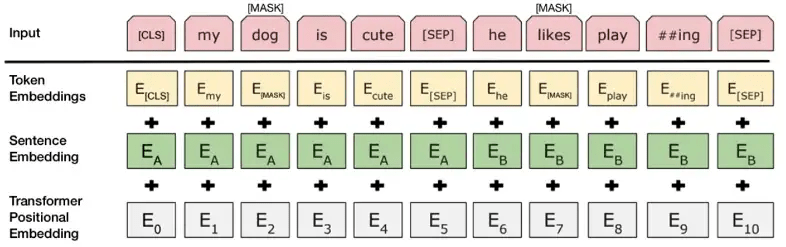 [MASK] [MASK]
Input [CLS] my dog is cute [SEP] he likes play ##ing [SEP]
Token
Embeddings
E[CLS] Emy E[MASK] Eis Ecute E[SEP] Ehe E[MASK] Eplay E##ing E[SEP]
+ + + + + + + + + + +
Sentence
Embedding
EA EA EA EA EA EA EB EB EB EB EB
+ + + + + + + + + + +
Transformer
Positional
Embedding
E0 E1 E2 E3 E4 E5 E6 E7 E8 E9 E10